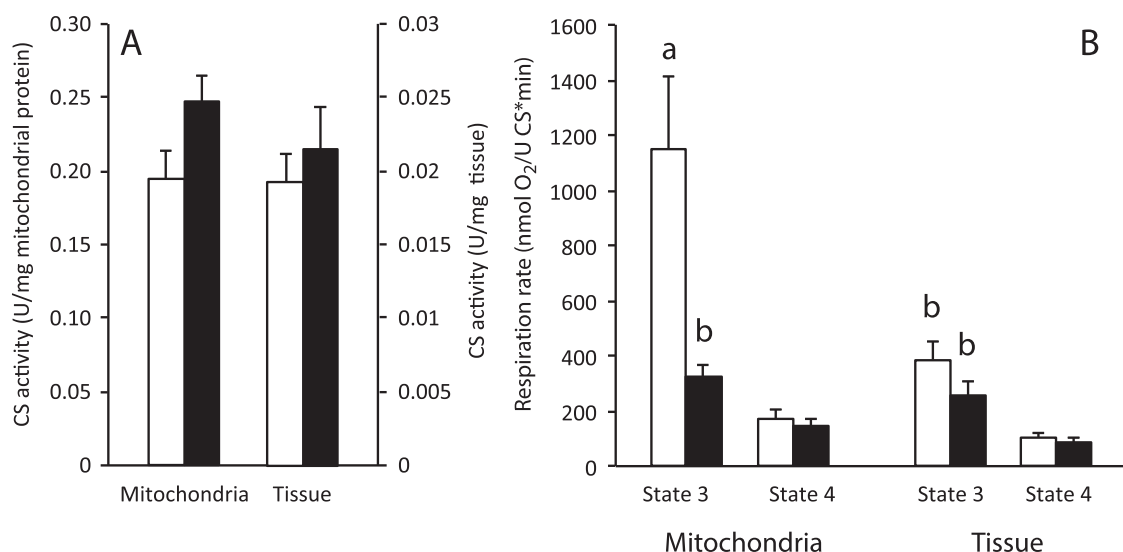 A
CS activity (U/mg mitochondrial protein)
0.30
0.25
0.20
0.15
0.10
0.05
0
Mitochondria
Tissue
0.03
0.025
0.02
0.015
0.01
0.005
0
CS activity (U/mg tissue)
B
Respiration rate (nmol O2/U CS*min)
1600
1400
1200
1000
800
600
400
200
0
a
b
b
b
State 3
State 4
State 3
State 4
Mitochondria
Tissue